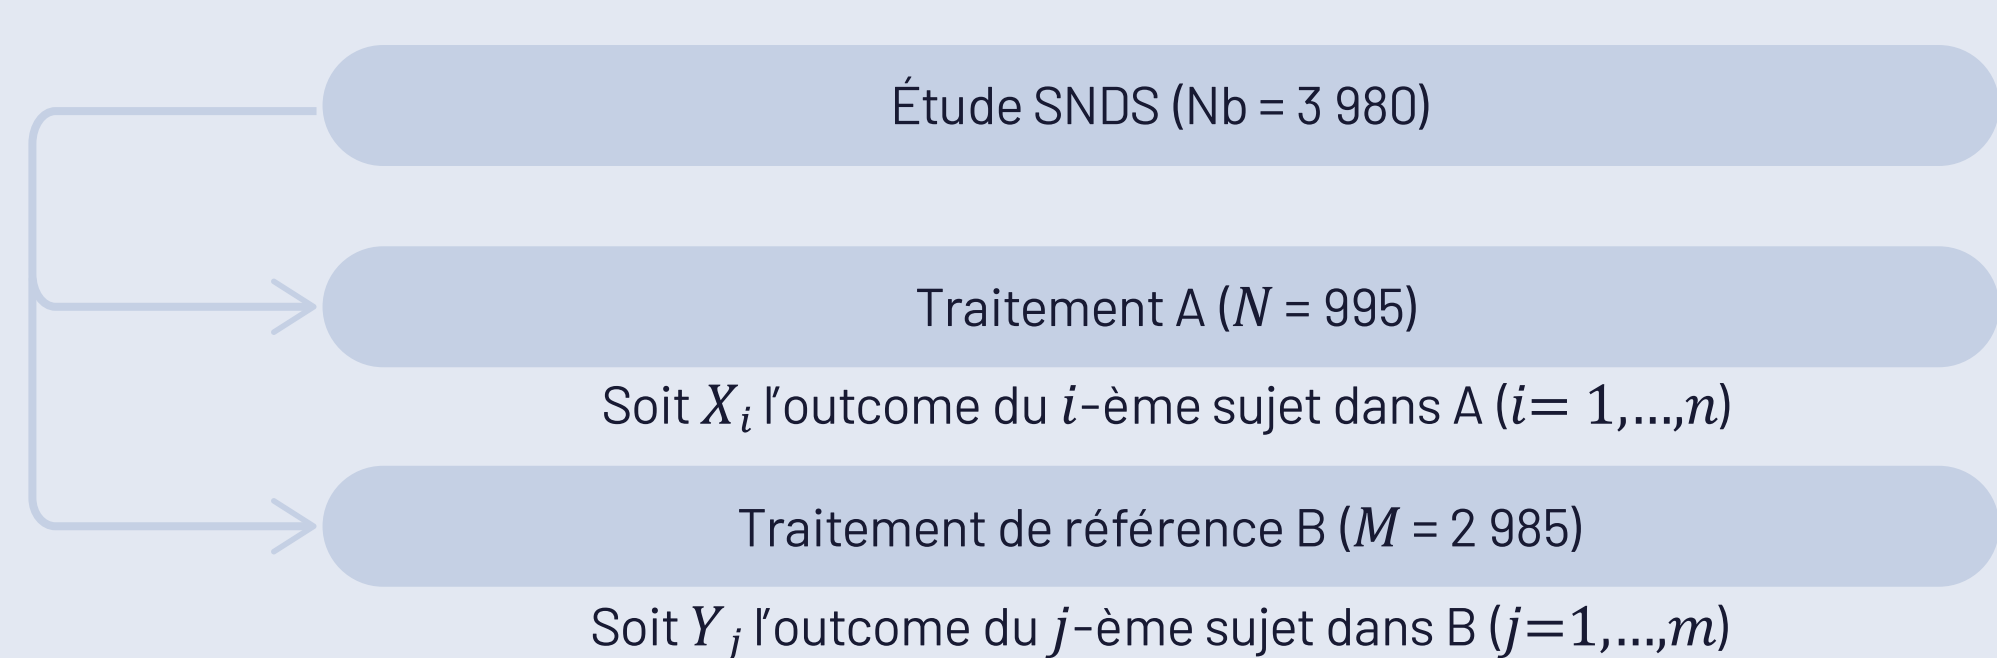 Étude SNDS (Nb = 3 980)
Traitement A (N = 995)
Soit Xᵢ l’outcome du i-ème sujet dans A (i= 1,…,n)
Traitement de référence B (M = 2 985)
Soit Y ⱼ l’outcome du j-ème sujet dans B (j=1,…,m)